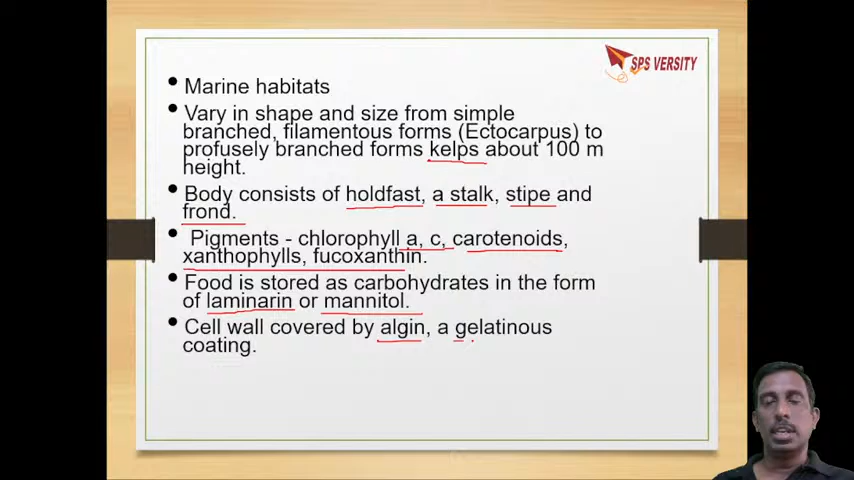 SPS VERSITY
• Marine habitats
• Vary in shape and size from simple
branched, filamentous forms (Ectocarpus) to
profusely branched forms kelps about 100 m
height.
• Body consists of holdfast, a stalk, stipe and
frond.
• Pigments - chlorophyll a, c, carotenoids,
xanthophylls, fucoxanthin.
• Food is stored as carbohydrates in the form
of laminarin or mannitol.
• Cell wall covered by algin, a gelatinous
coating.